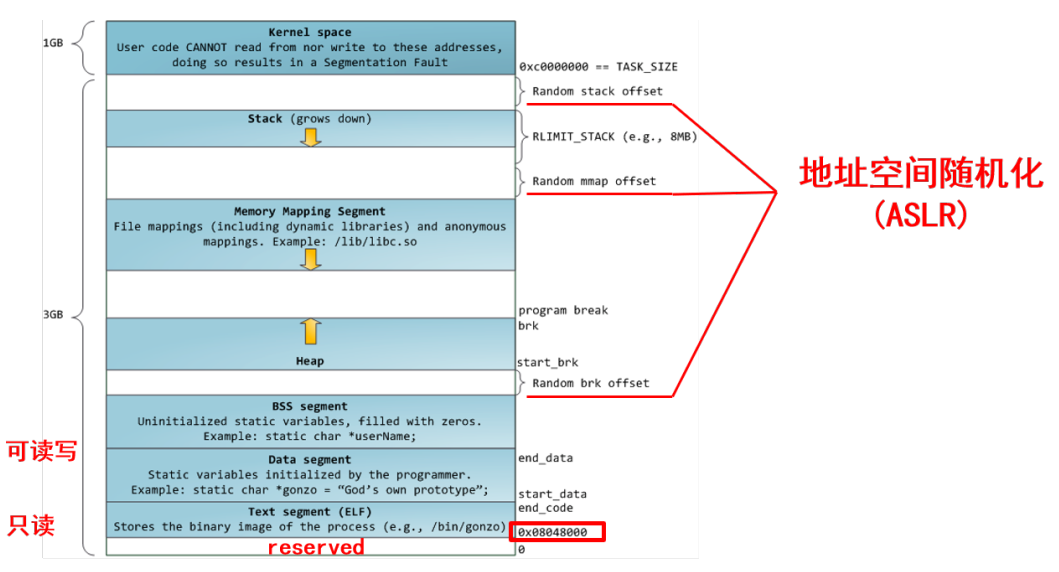 1GB
Kernel space
User code CANNOT read from nor write to these addresses,
doing so results in a Segmentation Fault
0xc0000000 == TASK_SIZE
Random stack offset
Stack (grows down)
RLIMIT_STACK (e.g., 8MB)
Random mmap offset
地址空间随机化
(ASLR)
Memory Mapping Segment
File mappings (including dynamic libraries) and anonymous
mappings. Example: /lib/libc.so
3GB
program break
brk
Heap
start_brk
Random brk offset
BSS segment
Uninitialized static variables, filled with zeros.
Example: static char *userName;
可读写
Data segment
Static variables initialized by the programmer.
Example: static char *gonzo = “God’s own prototype”;
end_data
start_data
end_code
只读
Text segment (ELF)
Stores the binary image of the process (e.g., /bin/gonzo)
0x08048000
reserved
0